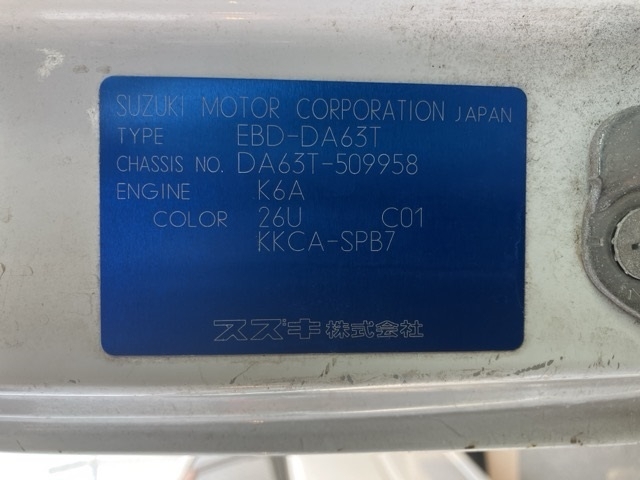 SUZUKI MOTOR CORPORATION JAPAN
TYPE EBD-DA63T
CHASSIS NO. DA63T-509958
ENGINE K6A
COLOR 26U C01
KKCA-SPB7
スズキ株式会社